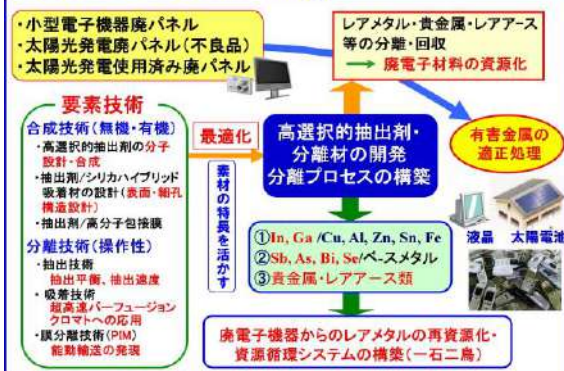 ・小型電子機器廃パネル
・太陽光発電廃パネル(不良品)
・太陽光発電使用済み廃パネル
レアメタル・貴金属・レアアース
等の分離・回収
→ 廃電子材料の資源化
要素技術
合成技術(無機・有機)
・高選択的抽出剤の分子
設計・合成
・抽出剤/シリカハイブリッド
吸着材の設計(表面・細孔
構造設計)
・抽出剤/高分子包接膜
分離技術(操作性)
・抽出技術
抽出平衡、抽出速度
・吸着技術
超高速パーフュージョン
クロマトへの応用
・膜分離技術(PIM)
能動輸送の発現
最適化
素材の特長を活かす
高選択的抽出剤・
分離材の開発
分離プロセスの構築
有害金属の
適正処理
①In, Ga /Cu, Al, Zn, Sn, Fe
②Sb, As, Bi, Se/ベースメタル
③貴金属・レアアース類
液晶 太陽電池
廃電子機器からのレアメタルの再資源化・
資源循環システムの構築(一石二鳥)